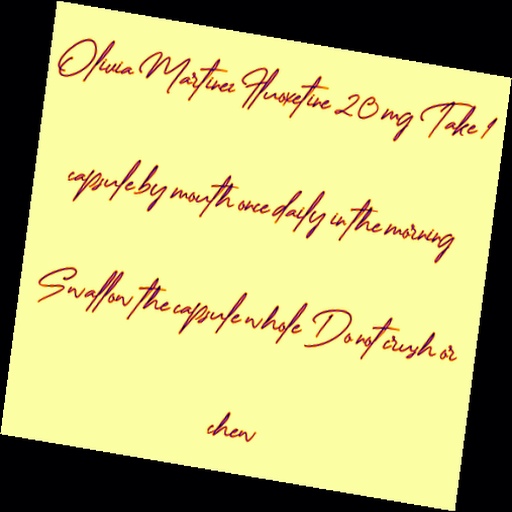 Olivia Martinez Fluoxetine 20 mg Take 1
capsule by mouth once daily in the morning
Swallow the capsule whole Do not crush or
chew